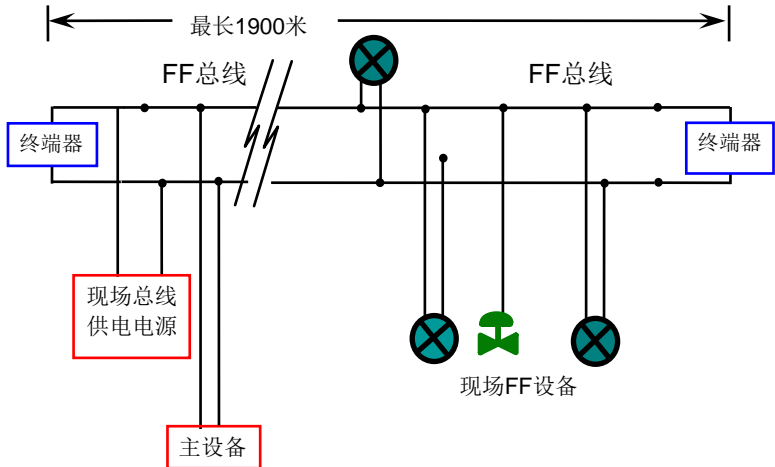 最长1900米
FF总线
FF总线
终端器
终端器
现场总线
供电电源
现场FF设备
主设备